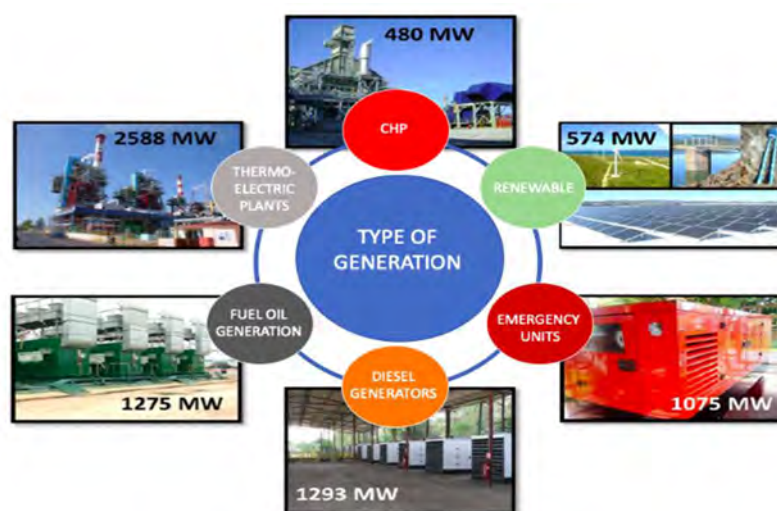 480 MW
CHP
2588 MW
THERMO-
ELECTRIC
PLANTS
574 MW
RENEWABLE
TYPE OF
GENERATION
FUEL OIL
GENERATION
1275 MW
EMERGENCY
UNITS
1075 MW
DIESEL
GENERATORS
1293 MW